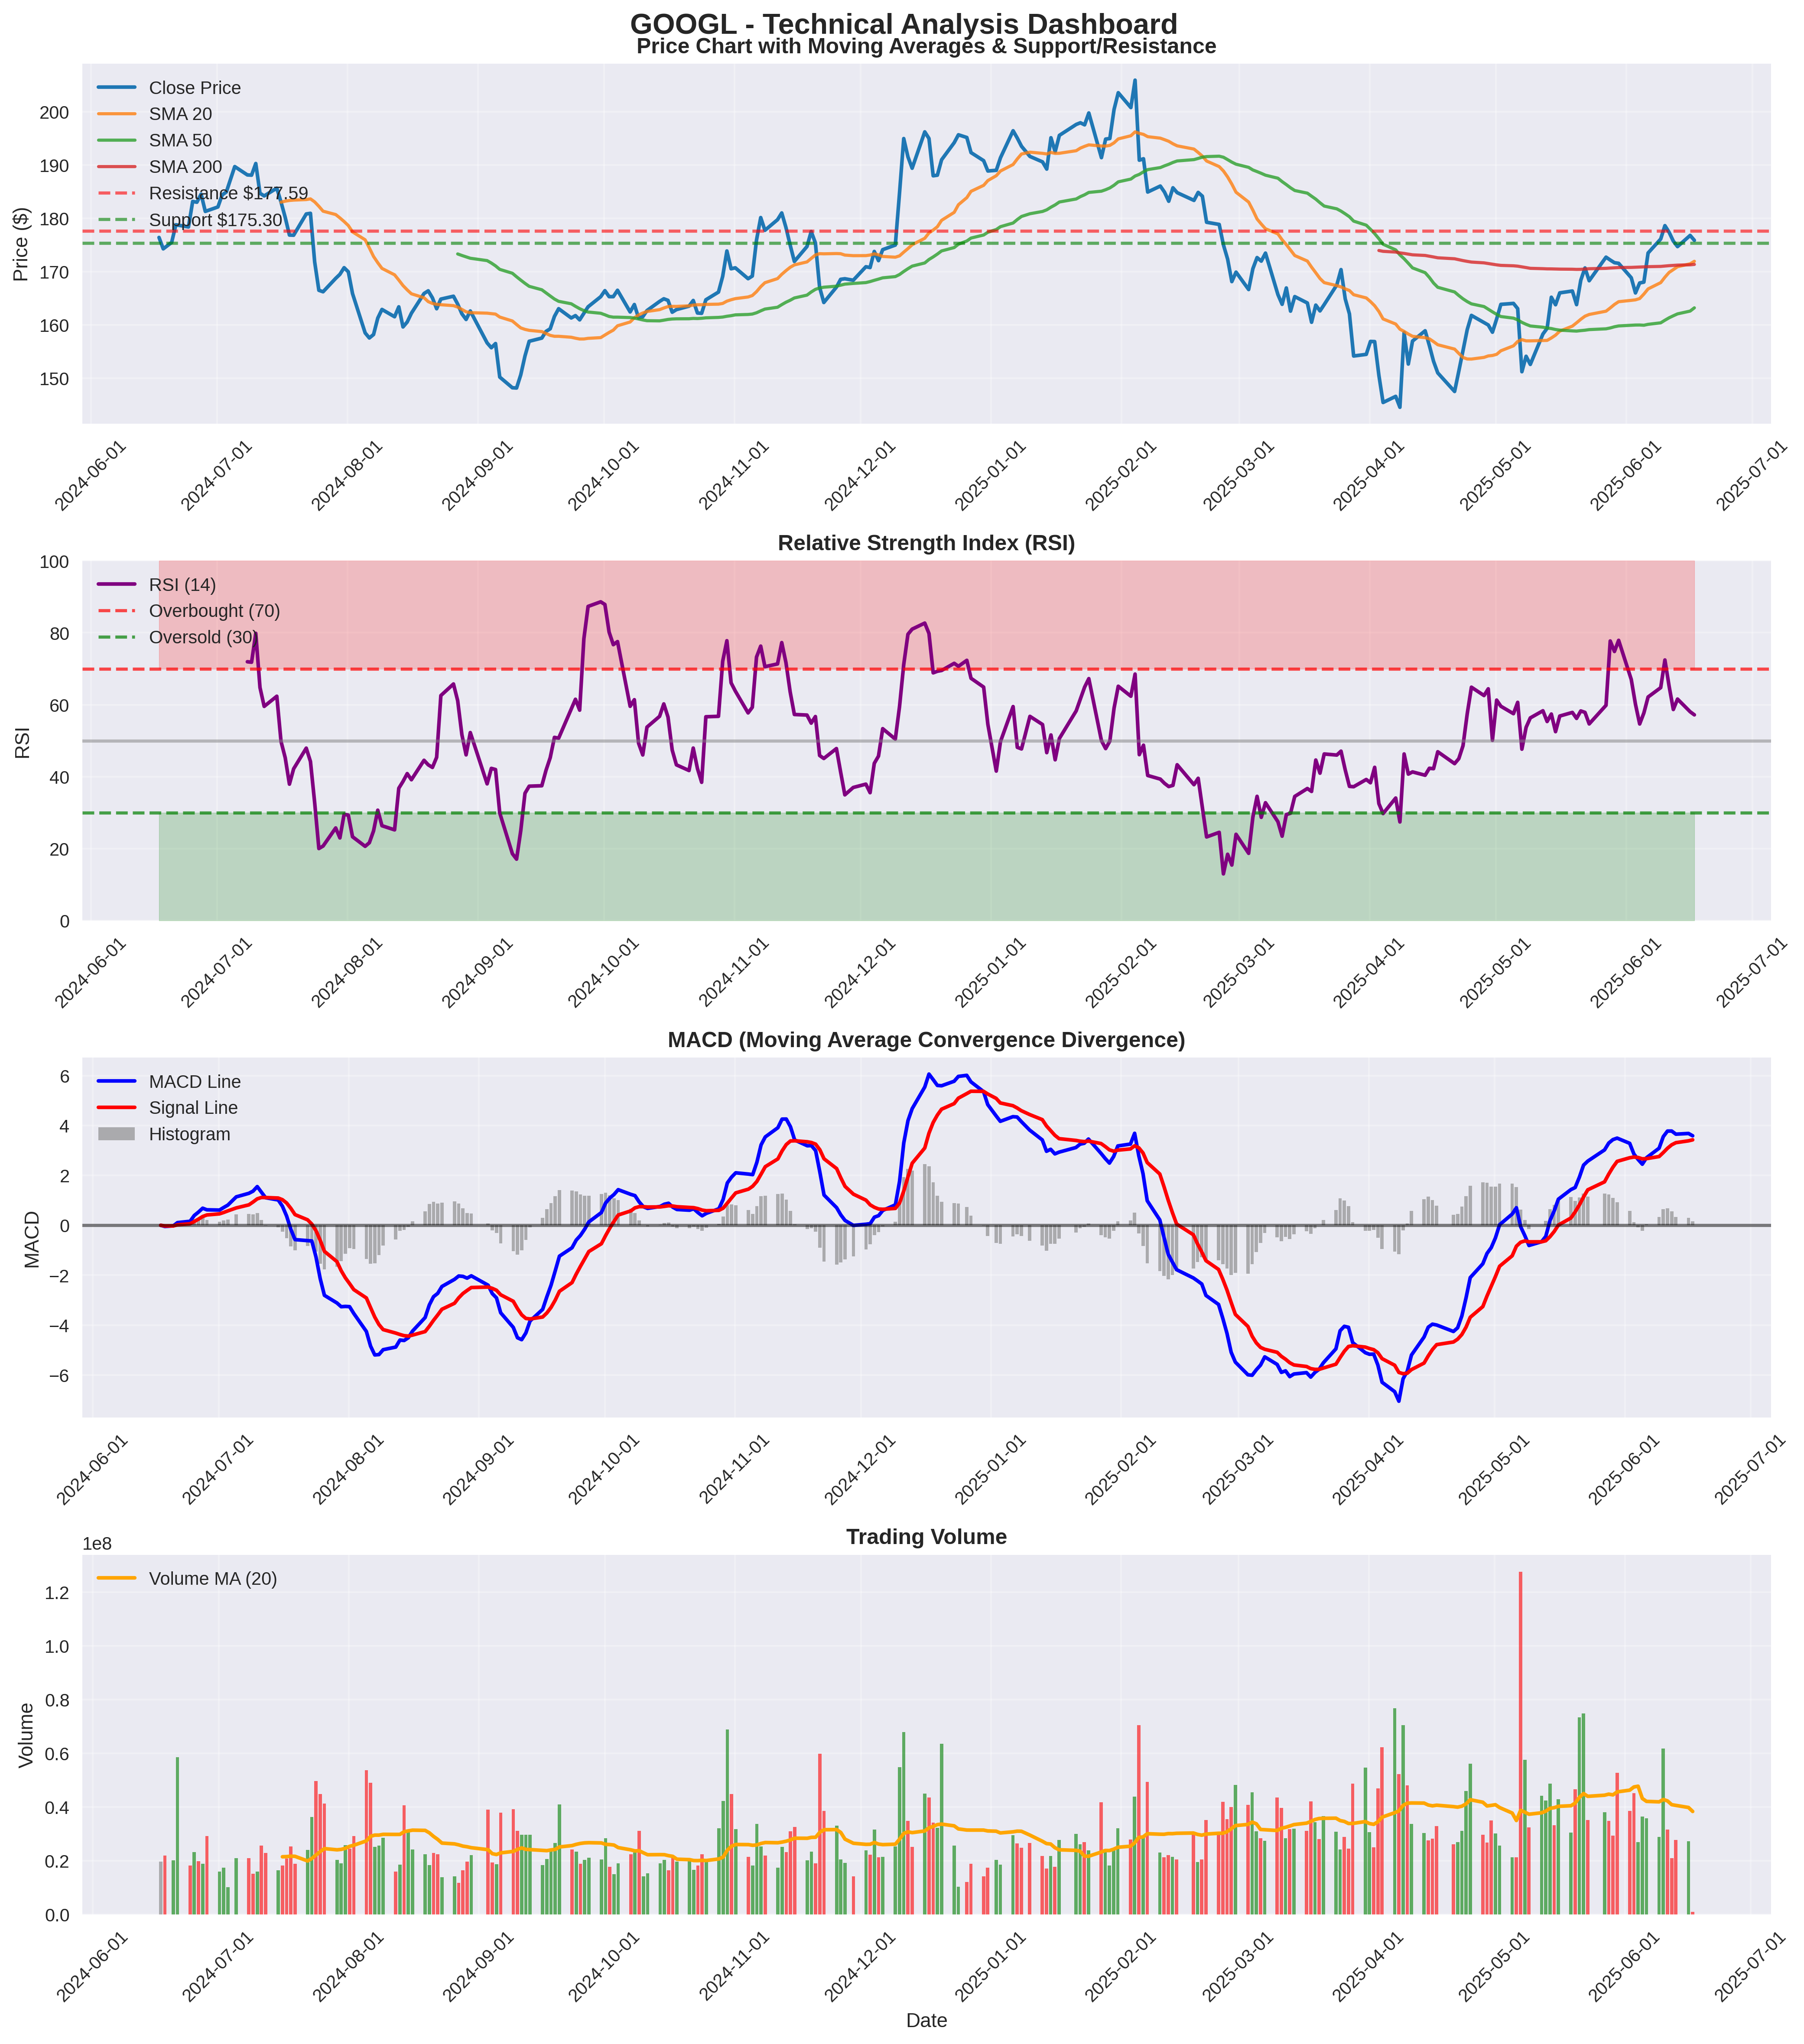 GOOGL - Technical Analysis Dashboard
Price Chart with Moving Averages & Support/Resistance
Close Price
SMA 20
SMA 50
SMA 200
Resistance $177.59
Support $175.30
Price ($)
200
190
180
170
160
150
2024-06-01 2024-07-01 2024-08-01 2024-09-01 2024-10-01 2024-11-01 2024-12-01 2025-01-01 2025-02-01 2025-03-01 2025-04-01 2025-05-01 2025-06-01 2025-07-01
Relative Strength Index (RSI)
RSI (14)
Overbought (70)
Oversold (30)
RSI
100
80
60
40
20
0
2024-06-01 2024-07-01 2024-08-01 2024-09-01 2024-10-01 2024-11-01 2024-12-01 2025-01-01 2025-02-01 2025-03-01 2025-04-01 2025-05-01 2025-06-01 2025-07-01
MACD (Moving Average Convergence Divergence)
MACD Line
Signal Line
Histogram
MACD
6
4
2
0
−2
−4
−6
2024-06-01 2024-07-01 2024-08-01 2024-09-01 2024-10-01 2024-11-01 2024-12-01 2025-01-01 2025-02-01 2025-03-01 2025-04-01 2025-05-01 2025-06-01 2025-07-01
Trading Volume
1e8
Volume MA (20)
Volume
1.2
1.0
0.8
0.6
0.4
0.2
0.0
2024-06-01 2024-07-01 2024-08-01 2024-09-01 2024-10-01 2024-11-01 2024-12-01 2025-01-01 2025-02-01 2025-03-01 2025-04-01 2025-05-01 2025-06-01 2025-07-01
Date